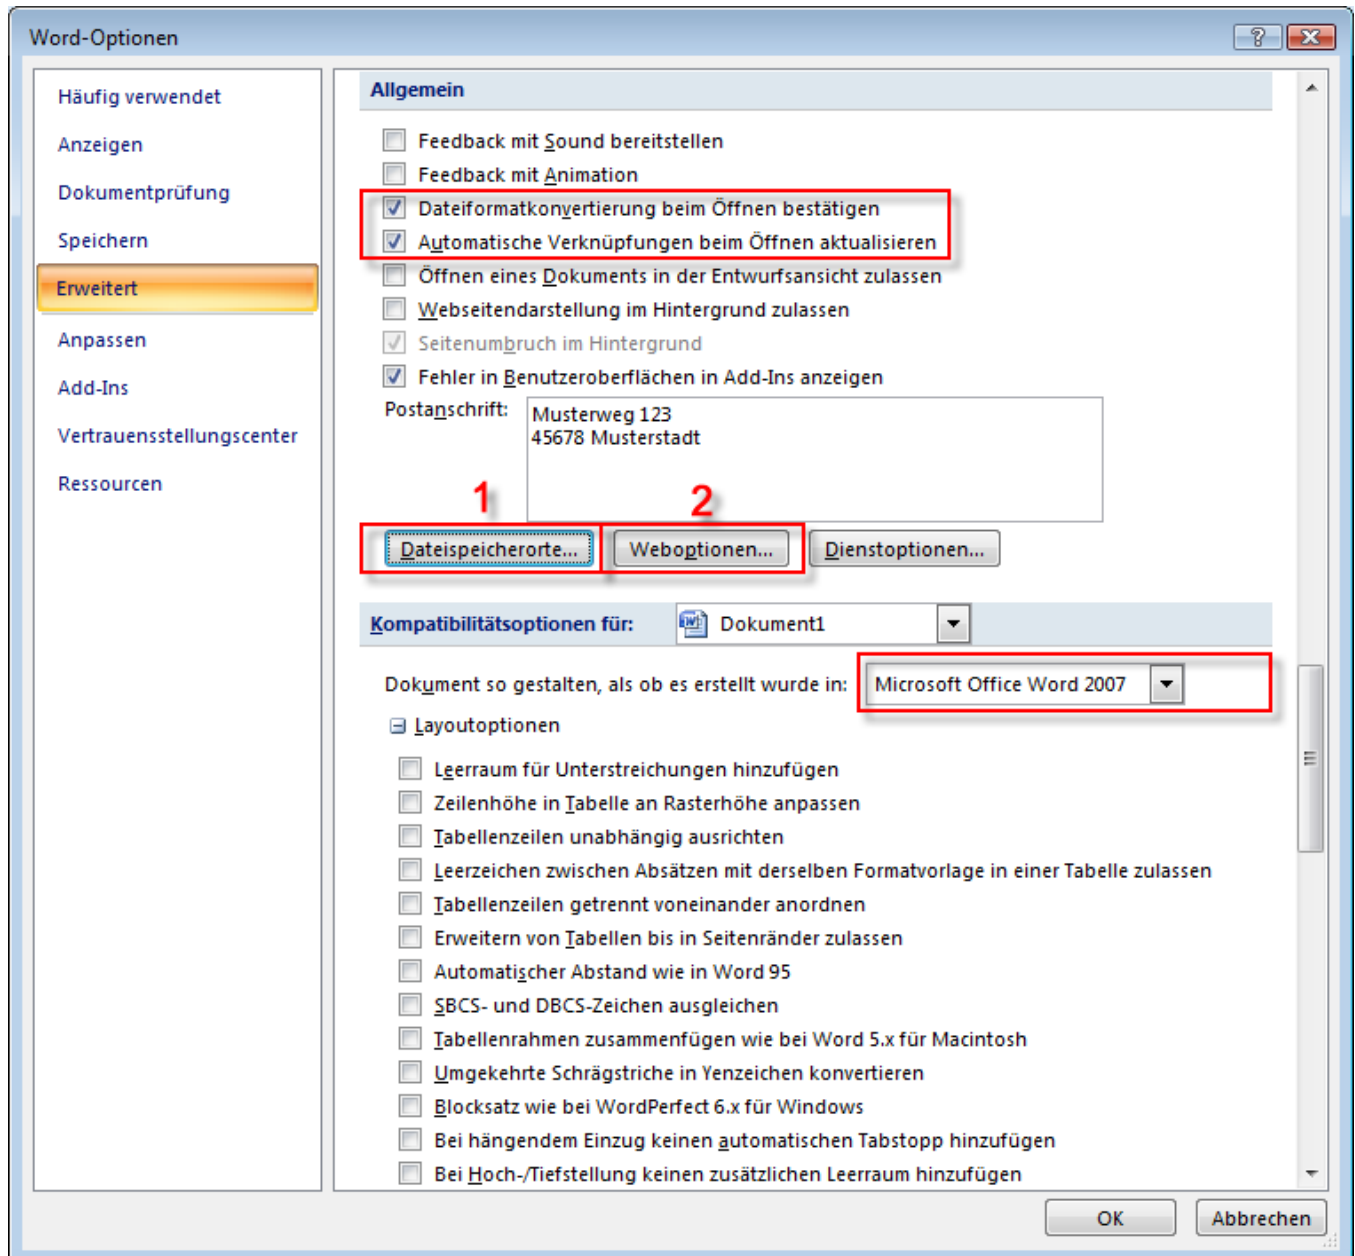 Word-Optionen
Häufig verwendet
Anzeigen
Dokumentprüfung
Speichern
Erweitert
Anpassen
Add-Ins
Vertrauensstellungscenter
Ressourcen
Allgemein
Feedback mit Sound bereitstellen
Feedback mit Animation
Dateiformatkonvertierung beim Öffnen bestätigen
Automatische Verknüpfungen beim Öffnen aktualisieren
Öffnen eines Dokuments in der Entwurfsansicht zulassen
Webseitendarstellung im Hintergrund zulassen
Seitenumbruch im Hintergrund
Fehler in Benutzeroberflächen in Add-Ins anzeigen
Postanschrift: Musterweg 123
45678 Musterstadt
1 2
Dateispeicherorte... Weboptionen... Dienstoptionen...
Kompatibilitätsoptionen für: Dokument1
Dokument so gestalten, als ob es erstellt wurde in: Microsoft Office Word 2007
Layoutoptionen
Leerraum für Unterstreichungen hinzufügen
Zeilenhöhe in Tabelle an Rasterhöhe anpassen
Tabellenzeilen unabhängig ausrichten
Leerzeichen zwischen Absätzen mit derselben Formatvorlage in einer Tabelle zulassen
Tabellenzeilen getrennt voneinander anordnen
Erweitern von Tabellen bis in Seitenränder zulassen
Automatischer Abstand wie in Word 95
SBCS- und DBCS-Zeichen ausgleichen
Tabellenrahmen zusammenfügen wie bei Word 5.x für Macintosh
Umgekehrte Schrägstriche in Yenzeichen konvertieren
Blocksatz wie bei WordPerfect 6.x für Windows
Bei hängendem Einzug keinen automatischen Tabstopp hinzufügen
Bei Hoch-/Tiefstellung keinen zusätzlichen Leerraum hinzufügen
OK Abbrechen